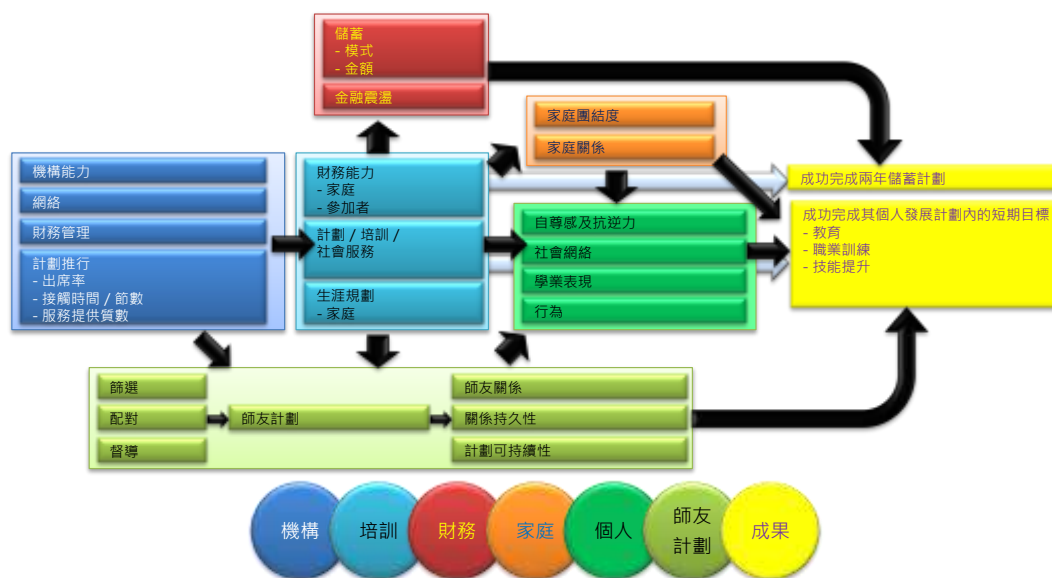 儲蓄
- 模式
- 金額
金融震盪
家庭團結度
家庭關係
機構能力
網絡
財務管理
計劃推行
- 出席率
- 接觸時間 / 節數
- 服務提供質數
財務能力
- 家庭
- 參加者
計劃 / 培訓 /
社會服務
生涯規劃
- 家庭
自尊感及抗逆力
社會網絡
學業表現
行為
成功完成兩年儲蓄計劃
成功完成其個人發展計劃內的短期目標
- 教育
- 職業訓練
- 技能提升
篩選
配對
督導
師友計劃
師友關係
關係持久性
計劃可持續性
機構
培訓
財務
家庭
個人
師友
計劃
成果